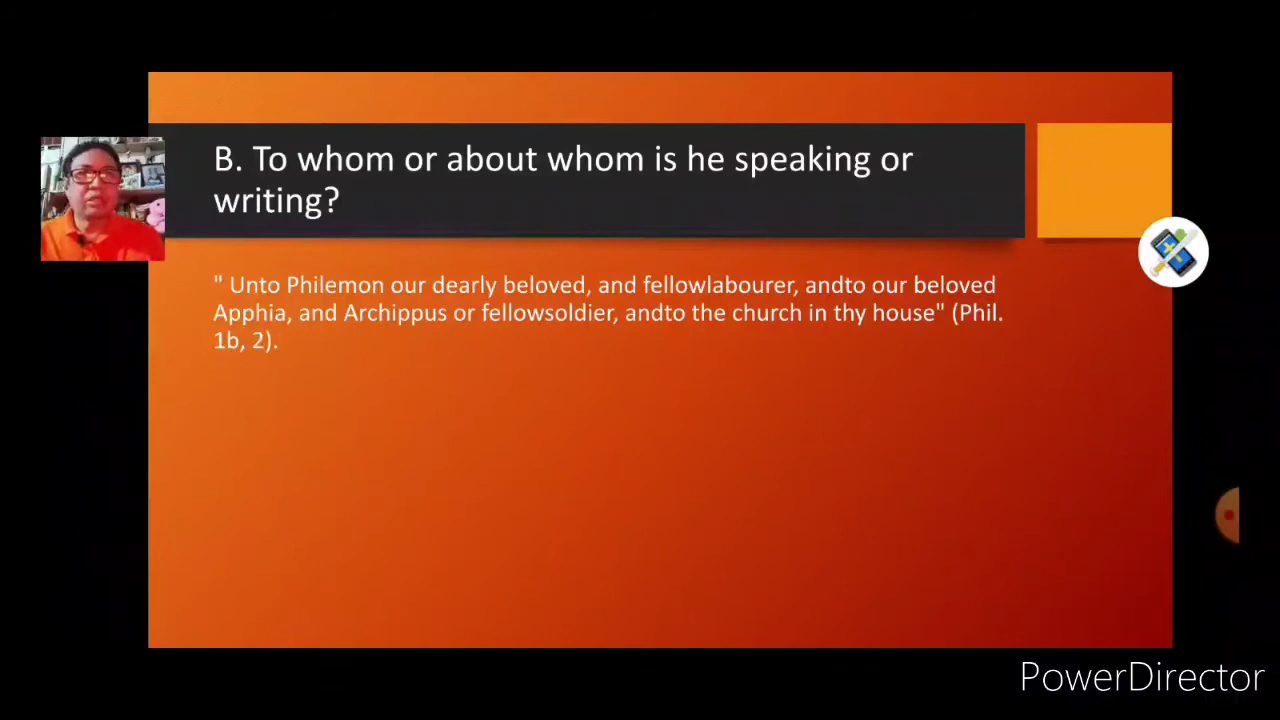 B. To whom or about whom is he speaking or
writing?
" Unto Philemon our dearly beloved, and fellowlabourer, andto our beloved
Apphia, and Archippus or fellowsoldier, andto the church in thy house" (Phil.
1b, 2).
PowerDirector